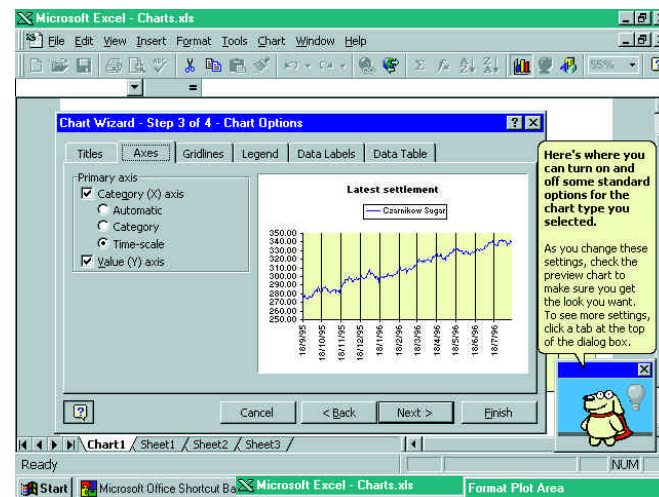 Microsoft Excel - Charts.xls
File Edit View Insert Format Tools Chart Window Help
55%
=
Chart Wizard - Step 3 of 4 - Chart Options
Titles Axes Gridlines Legend Data Labels Data Table
Primary axis
Category (X) axis
Automatic
Category
Time-scale
Value (Y) axis
Latest settlement
Czarnikow Sugar
350.00
340.00
330.00
320.00
310.00
300.00
290.00
280.00
270.00
260.00
250.00
18/9/95
18/10/95
18/11/95
18/12/95
18/1/96
18/2/96
18/3/96
18/4/96
18/5/96
18/6/96
18/7/96
Here's where you
can turn on and
off some standard
options for the
chart type you
selected.
As you change these
settings, check the
preview chart to
make sure you get
the look you want.
To see more settings,
click a tab at the top
of the dialog box.
Cancel < Back Next > Finish
Chart1 Sheet1 Sheet2 Sheet3
Ready NUM
Start Microsoft Office Shortcut Ba Microsoft Excel - Charts.xls Format Plot Area